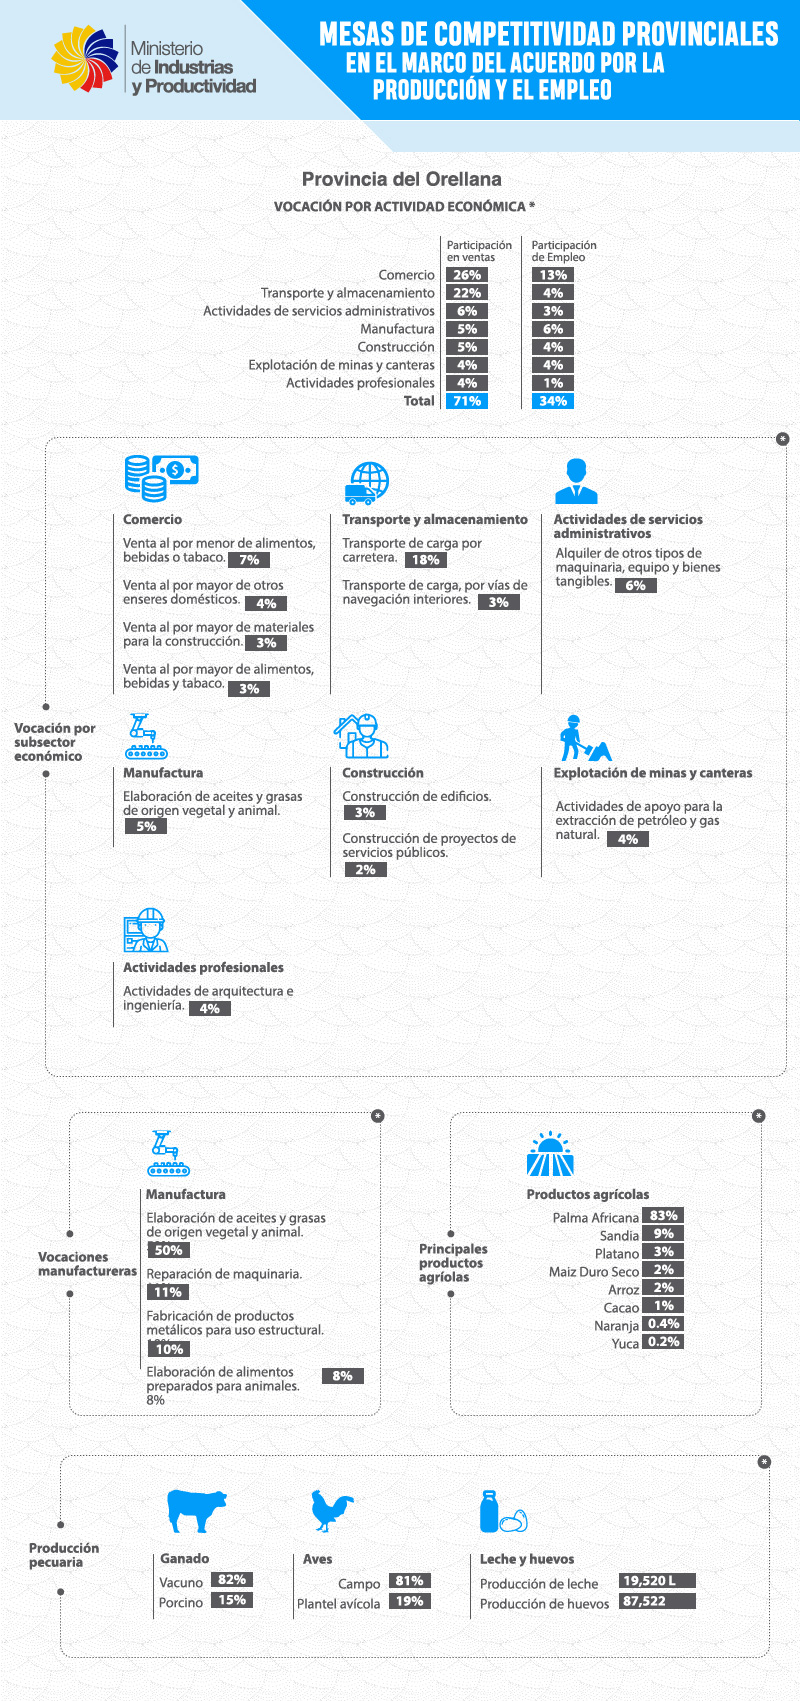 Ministerio
de Industrias
y Productividad
MESAS DE COMPETITIVIDAD PROVINCIALES
EN EL MARCO DEL ACUERDO POR LA
PRODUCCIÓN Y EL EMPLEO
Provincia del Orellana
VOCACIÓN POR ACTIVIDAD ECONÓMICA *
Participación en ventas Participación de Empleo
Comercio 26% 13%
Transporte y almacenamiento 22% 4%
Actividades de servicios administrativos 6% 3%
Manufactura 5% 6%
Construcción 5% 4%
Explotación de minas y canteras 4% 4%
Actividades profesionales 4% 1%
Total 71% 34%
*
Vocación por
subsector
económico
$
Comercio
Venta al por menor de alimentos,
bebidas o tabaco. 7%
Venta al por mayor de otros
enseres domésticos. 4%
Venta al por mayor de materiales
para la construcción. 3%
Venta al por mayor de alimentos,
bebidas y tabaco. 3%
Transporte y almacenamiento
Transporte de carga por
carretera. 18%
Transporte de carga, por vías de
navegación interiores. 3%
Actividades de servicios
administrativos
Alquiler de otros tipos de
maquinaria, equipo y bienes
tangibles. 6%
Manufactura
Elaboración de aceites y grasas
de origen vegetal y animal.
5%
Construcción
Construcción de edificios.
3%
Construcción de proyectos de
servicios públicos.
2%
Explotación de minas y canteras
Actividades de apoyo para la
extracción de petróleo y gas
natural. 4%
Actividades profesionales
Actividades de arquitectura e
ingeniería. 4%
*
Vocaciones
manufactureras
Manufactura
Elaboración de aceites y grasas
de origen vegetal y animal.
50%
Reparación de maquinaria.
11%
Fabricación de productos
metálicos para uso estructural.
10%
Elaboración de alimentos 8%
preparados para animales.
8%
*
Principales
productos
agríolas
Productos agrícolas
Palma Africana 83%
Sandia 9%
Platano 3%
Maiz Duro Seco 2%
Arroz 2%
Cacao 1%
Naranja 0.4%
Yuca 0.2%
*
Producción
pecuaria
Ganado
Vacuno 82%
Porcino 15%
Aves
Campo 81%
Plantel avícola 19%
Leche y huevos
Producción de leche 19,520 L
Producción de huevos 87,522